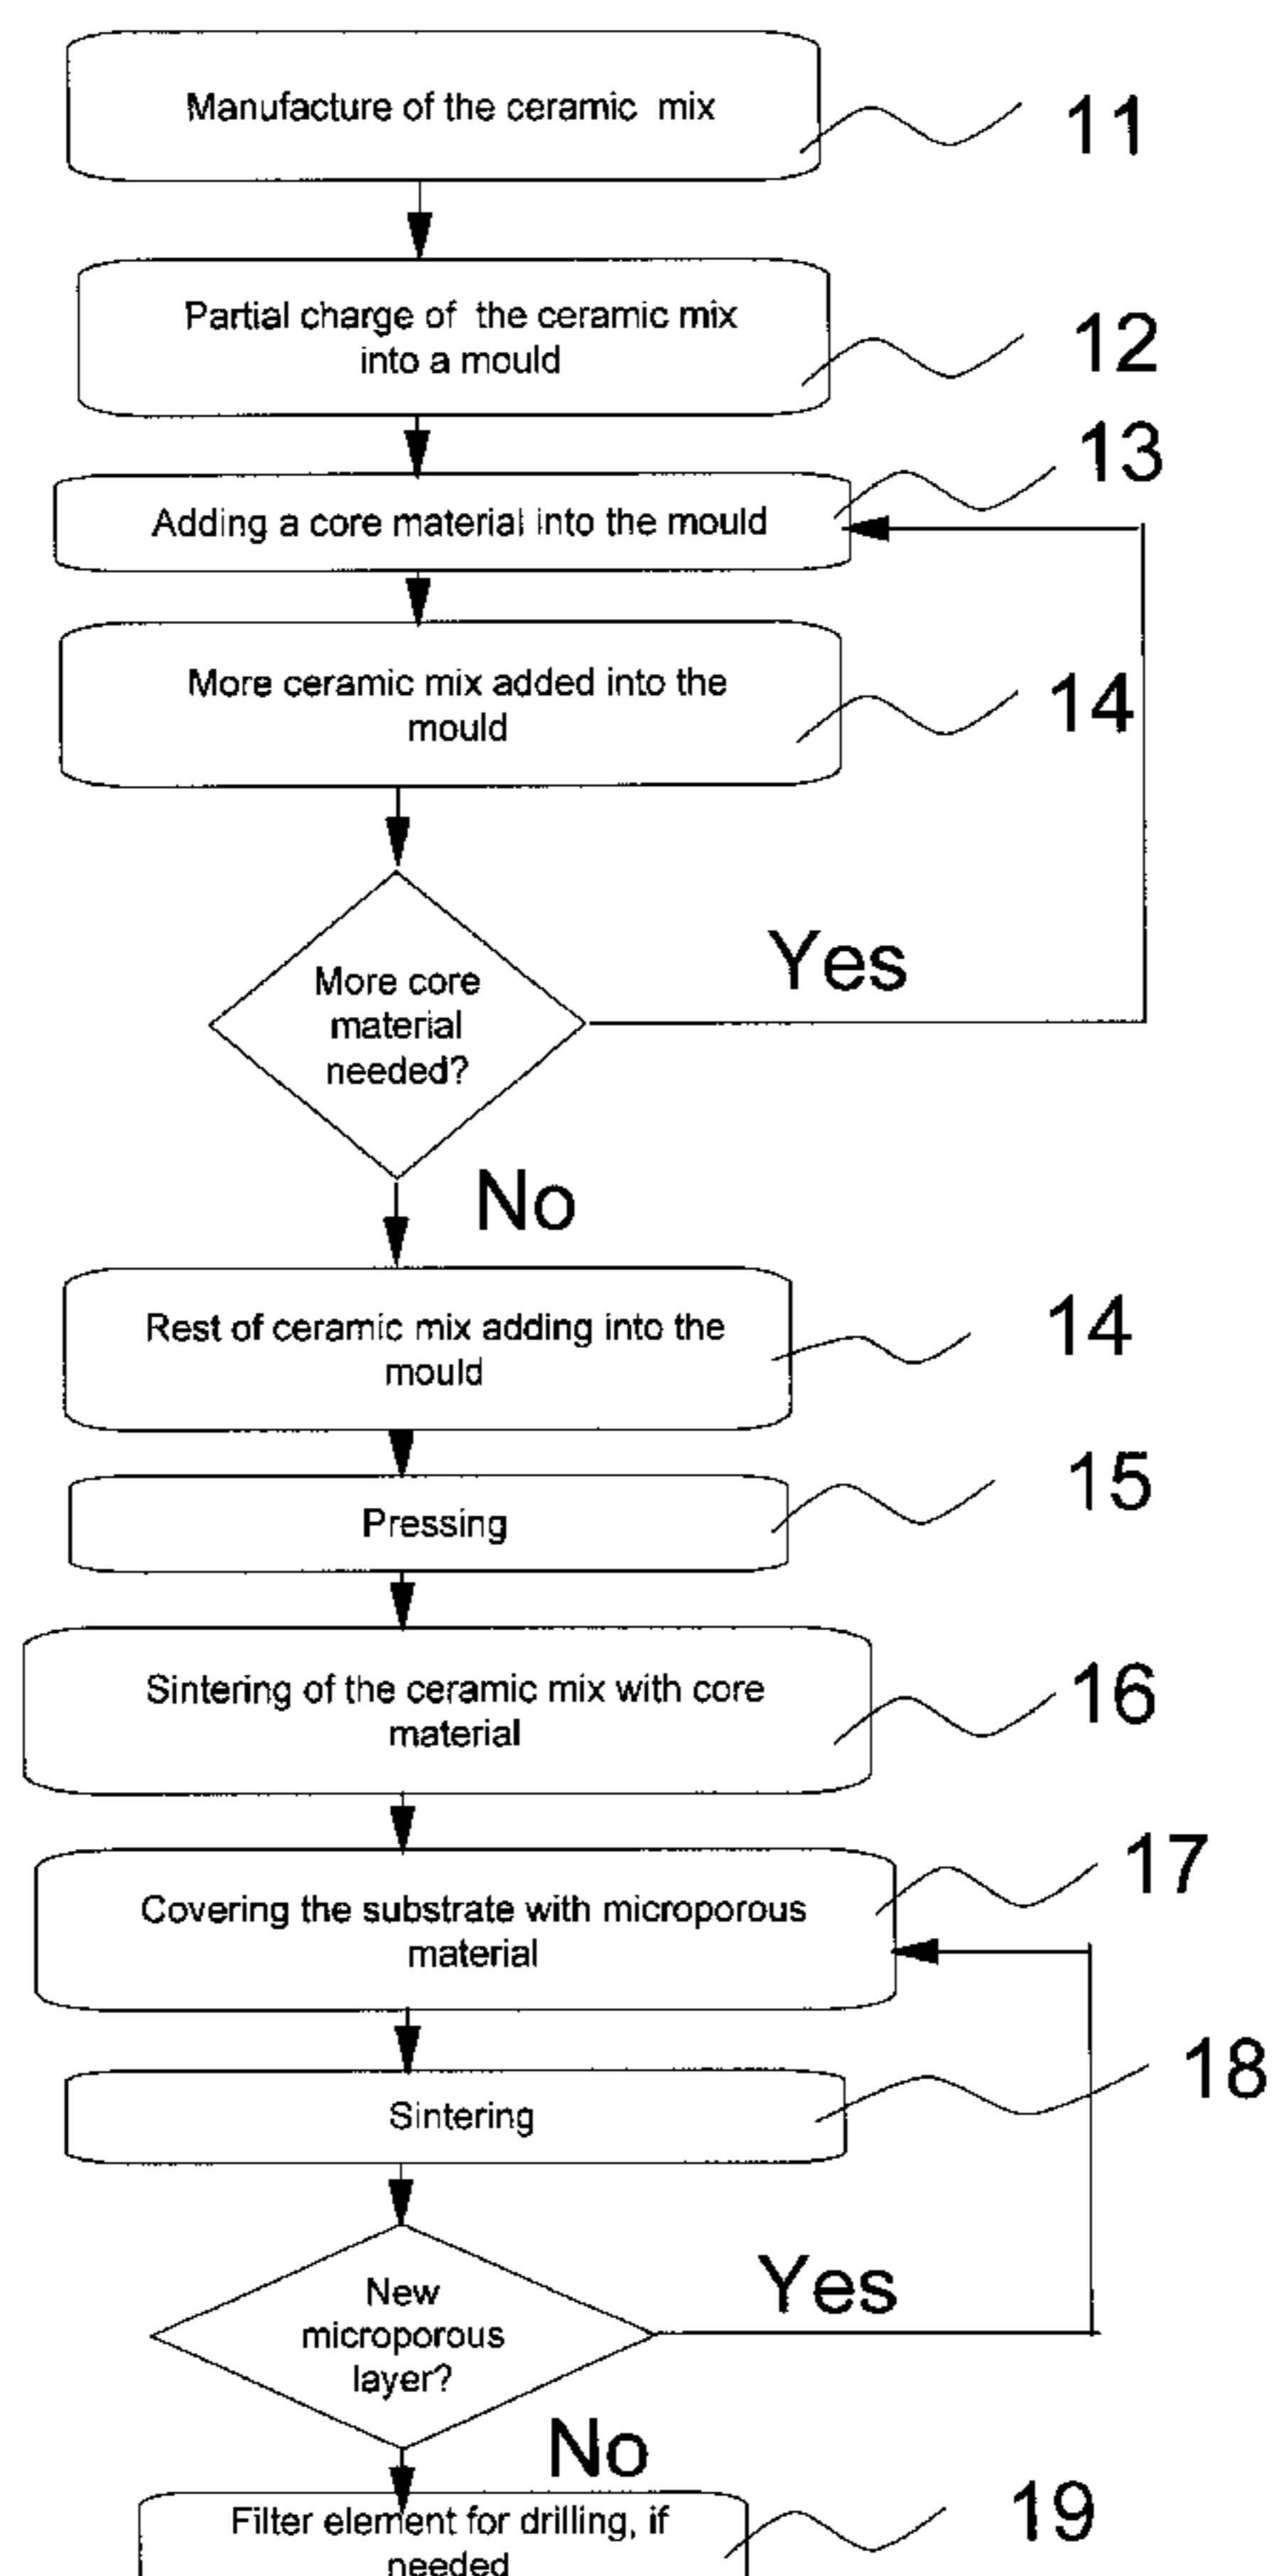 Manufacture of the ceramic mix
11
Partial charge of the ceramic mix
into a mould
12
13
Adding a core material into the mould
More ceramic mix added into the
mould
14
More core
material
needed?
Yes
No
Rest of ceramic mix adding into the
mould
14
Pressing
15
Sintering of the ceramic mix with core
material
16
Covering the substrate with microporous
material
17
Sintering
18
New
microporous
layer?
Yes
No
Filter element for drilling, if
needed
19